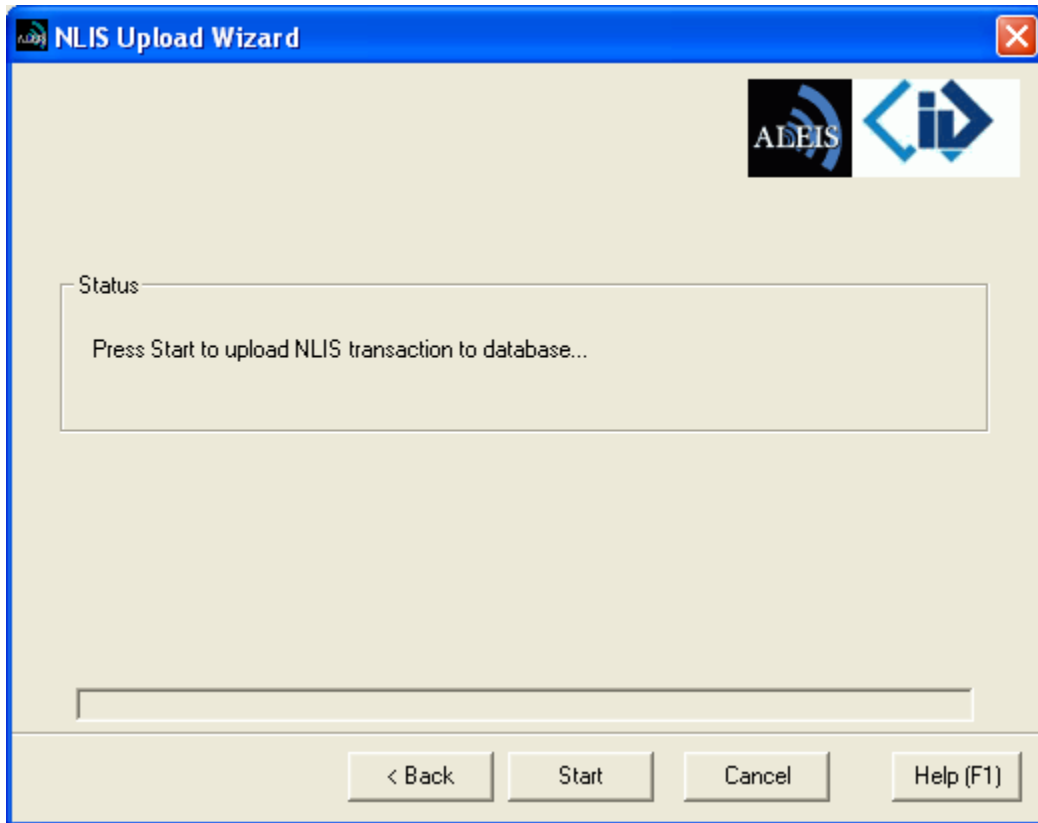 NLIS Upload Wizard
ALEIS
Status
Press Start to upload NLIS transaction to database...
< Back
Start
Cancel
Help (F1)